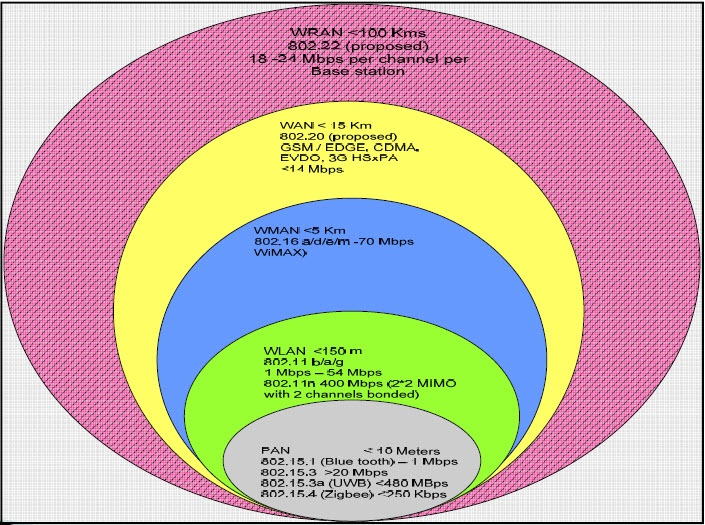 WRAN <100 Kms
802.22 (proposed)
18 -24 Mbps per channel per
Base station
WAN < 15 Km
802.20 (proposed)
GSM / EDGE, CDMA,
EVDO, 3G HSxPA
<14 Mbps
WMAN <5 Km
802.16 a/d/e/m -70 Mbps
WiMAX)
WLAN <150 m
802.11 b/a/g
1 Mbps – 54 Mbps
802.11n 400 Mbps (2*2 MIMO
with 2 channels bonded)
PAN < 10 Meters
802.15.1 (Blue tooth) – 1 Mbps
802.15.3 >20 Mbps
802.15.3a (UWB) <480 MBps
802.15.4 (Zigbee) <250 Kbps